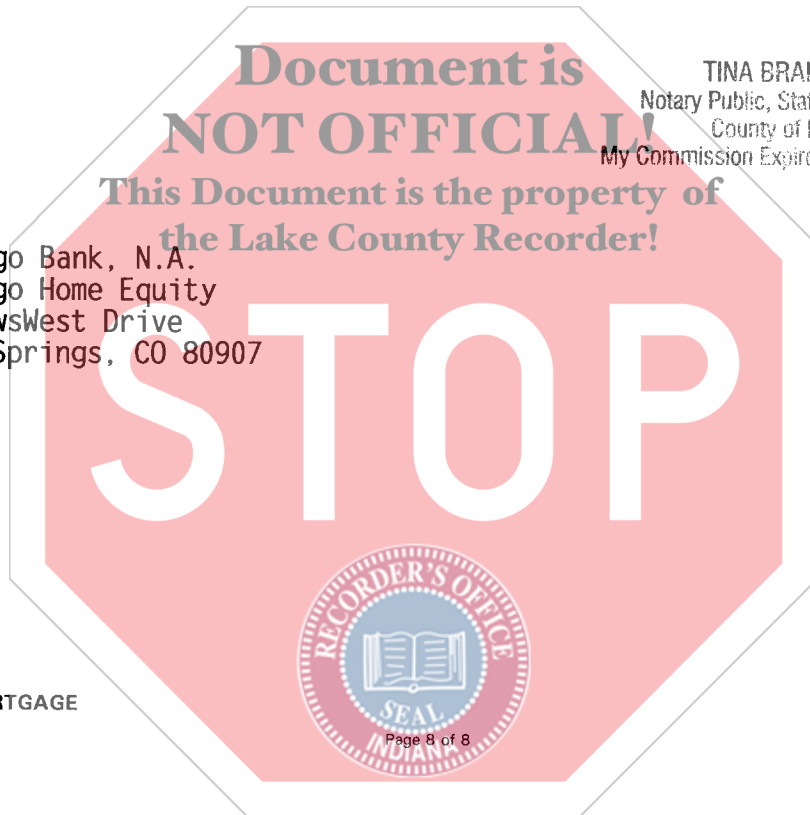 Document is
NOT OFFICIAL!
This Document is the property of
the Lake County Recorder!
TINA BRA
Notary Public, Sta
County of
My Commission Expir
go Bank, N.A.
go Home Equity
wsWest Drive
Springs, CO 80907
STOP
RECORDER'S OFFICE
SEAL
INDIANA
RTGAGE
Page 8 of 8